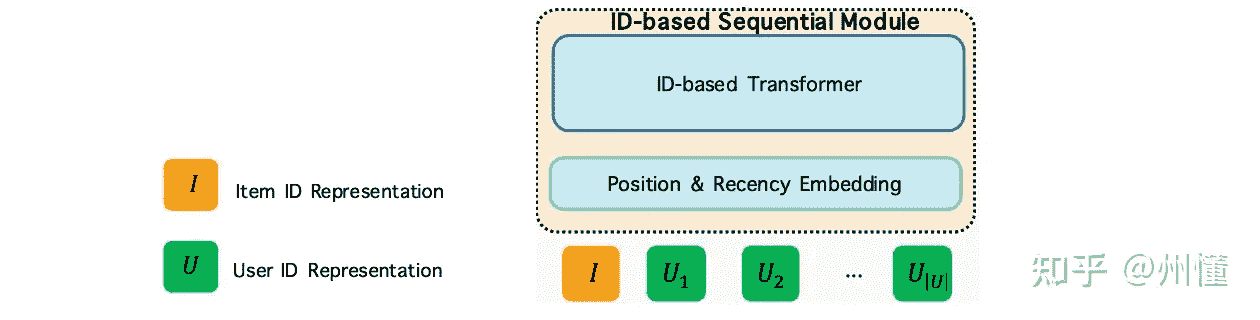 ID-based Sequential Module
ID-based Transformer
Position & Recency Embedding
I Item ID Representation
U User ID Representation
I U₁ U₂ ... U|U|
知乎 @州懂